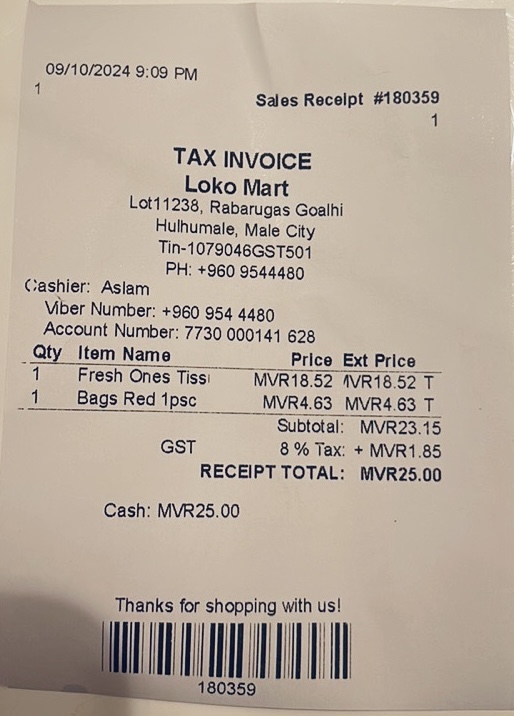 09/10/2024 9:09 PM
1
Sales Receipt #180359
1
TAX INVOICE
Loko Mart
Lot11238, Rabarugas Goalhi
Hulhumale, Male City
Tin-1079046GST501
PH: +960 9544480
Cashier: Aslam
Viber Number: +960 954 4480
Account Number: 7730 000141 628
Qty Item Name Price Ext Price
1 Fresh Ones Tiss MVR18.52 MVR18.52 T
1 Bags Red 1psc MVR4.63 MVR4.63 T
Subtotal: MVR23.15
GST 8 % Tax: + MVR1.85
RECEIPT TOTAL: MVR25.00
Cash: MVR25.00
Thanks for shopping with us!
180359